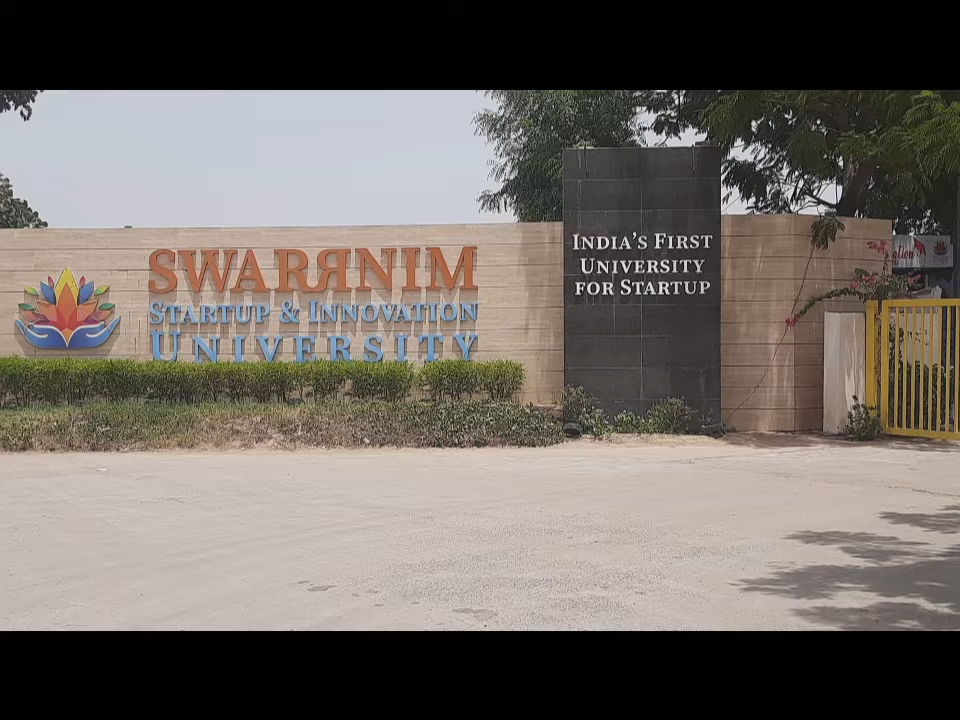 SWARRNIM
STARTUP & INNOVATION
UNIVERSITY
INDIA'S FIRST
UNIVERSITY
FOR STARTUP